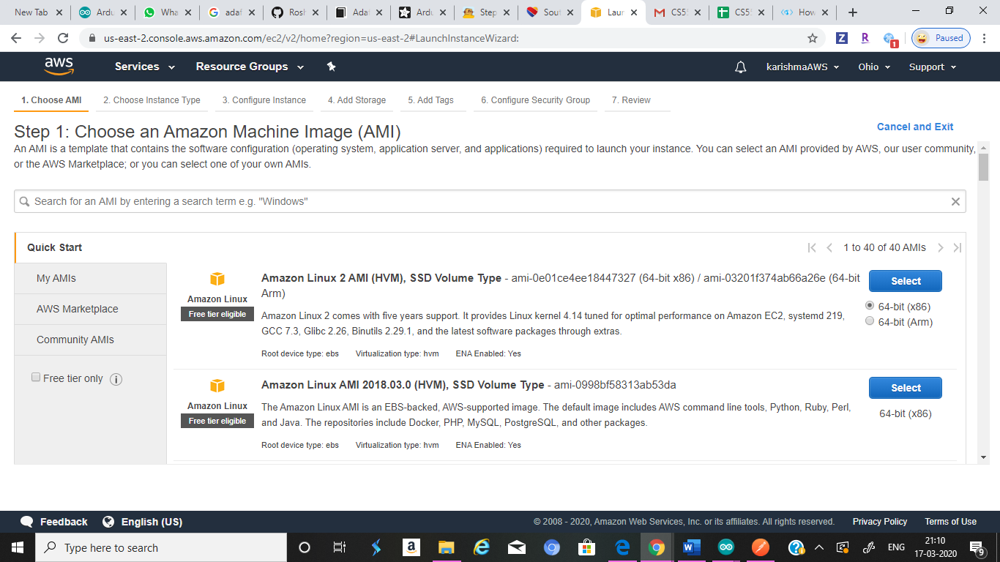 New Tab
Ardu
Wha
adaf
Rosh
Adaf
Ardu
Step
Sout
Laur
CS55
CS55
How
us-east-2.console.aws.amazon.com/ec2/v2/home?region=us-east-2#LaunchInstanceWizard:
Z
R
1
Paused
aws
Services
Resource Groups
karishmaAWS
Ohio
Support
1. Choose AMI
2. Choose Instance Type
3. Configure Instance
4. Add Storage
5. Add Tags
6. Configure Security Group
7. Review
Step 1: Choose an Amazon Machine Image (AMI)
Cancel and Exit
An AMI is a template that contains the software configuration (operating system, application server, and applications) required to launch your instance. You can select an AMI provided by AWS, our user community,
or the AWS Marketplace; or you can select one of your own AMIs.
Search for an AMI by entering a search term e.g. "Windows"
Quick Start
1 to 40 of 40 AMIs
My AMIs
AWS Marketplace
Community AMIs
Free tier only
Amazon Linux
Free tier eligible
Amazon Linux 2 AMI (HVM), SSD Volume Type - ami-0e01ce4ee18447327 (64-bit x86) / ami-03201f374ab66a26e (64-bit
Arm)
Amazon Linux 2 comes with five years support. It provides Linux kernel 4.14 tuned for optimal performance on Amazon EC2, systemd 219,
GCC 7.3, Glibc 2.26, Binutils 2.29.1, and the latest software packages through extras.
Root device type: ebs Virtualization type: hvm ENA Enabled: Yes
Select
64-bit (x86)
64-bit (Arm)
Amazon Linux
Free tier eligible
Amazon Linux AMI 2018.03.0 (HVM), SSD Volume Type - ami-0998bf58313ab53da
The Amazon Linux AMI is an EBS-backed, AWS-supported image. The default image includes AWS command line tools, Python, Ruby, Perl,
and Java. The repositories include Docker, PHP, MySQL, PostgreSQL, and other packages.
Root device type: ebs Virtualization type: hvm ENA Enabled: Yes
Select
64-bit (x86)
Feedback
English (US)
© 2008 - 2020, Amazon Web Services, Inc. or its affiliates. All rights reserved.
Privacy Policy
Terms of Use
Type here to search
ENG
21:10
17-03-2020
9